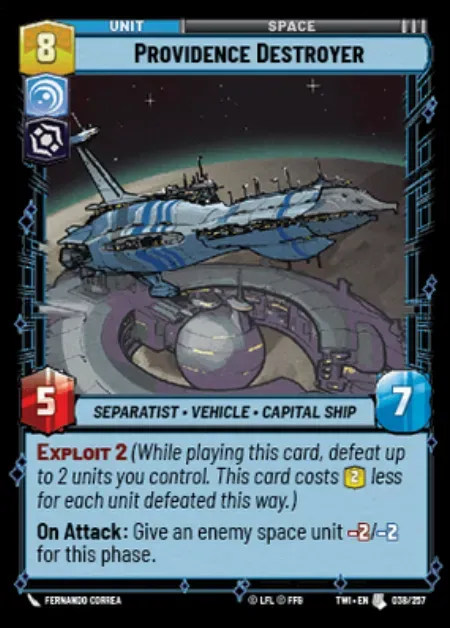 UNIT SPACE
8 PROVIDENCE DESTROYER
5 SEPARATIST • VEHICLE • CAPITAL SHIP 7
EXPLOIT 2 (While playing this card, defeat up
to 2 units you control. This card costs 2 less
for each unit defeated this way.)
On Attack: Give an enemy space unit -2/-2
for this phase.
FERNANDO CORREA © LFL © FFG TWI • EN 038/257